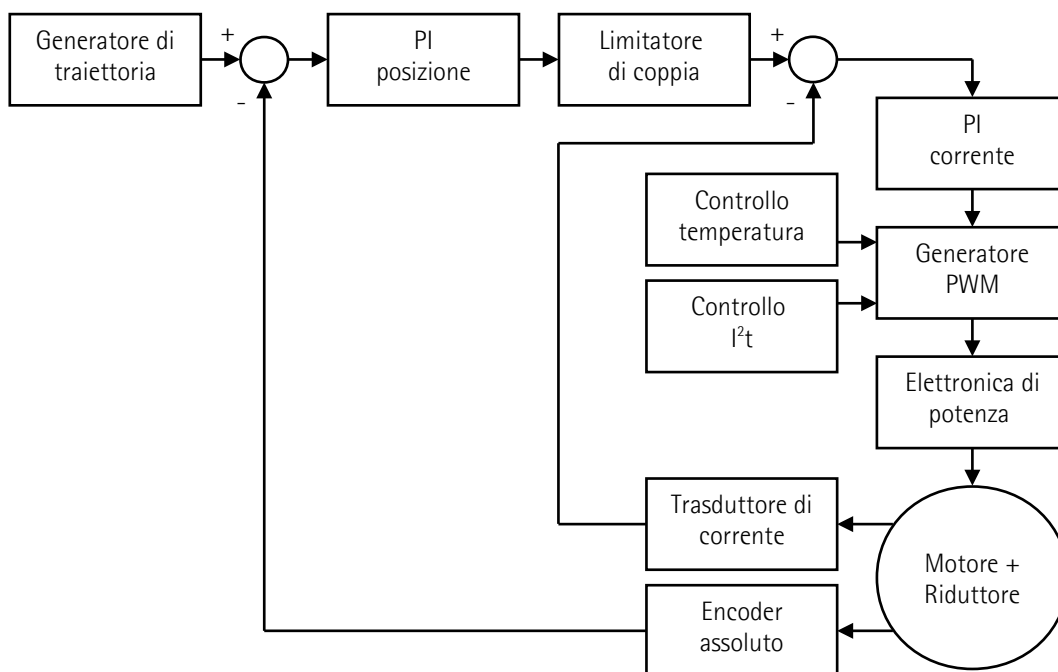 Generatore di
traiettoria
+
-
PI
posizione
Limitatore
di coppia
+
-
PI
corrente
Controllo
temperatura
Generatore
PWM
Controllo
I²t
Elettronica di
potenza
Trasduttore di
corrente
Motore +
Riduttore
Encoder
assoluto